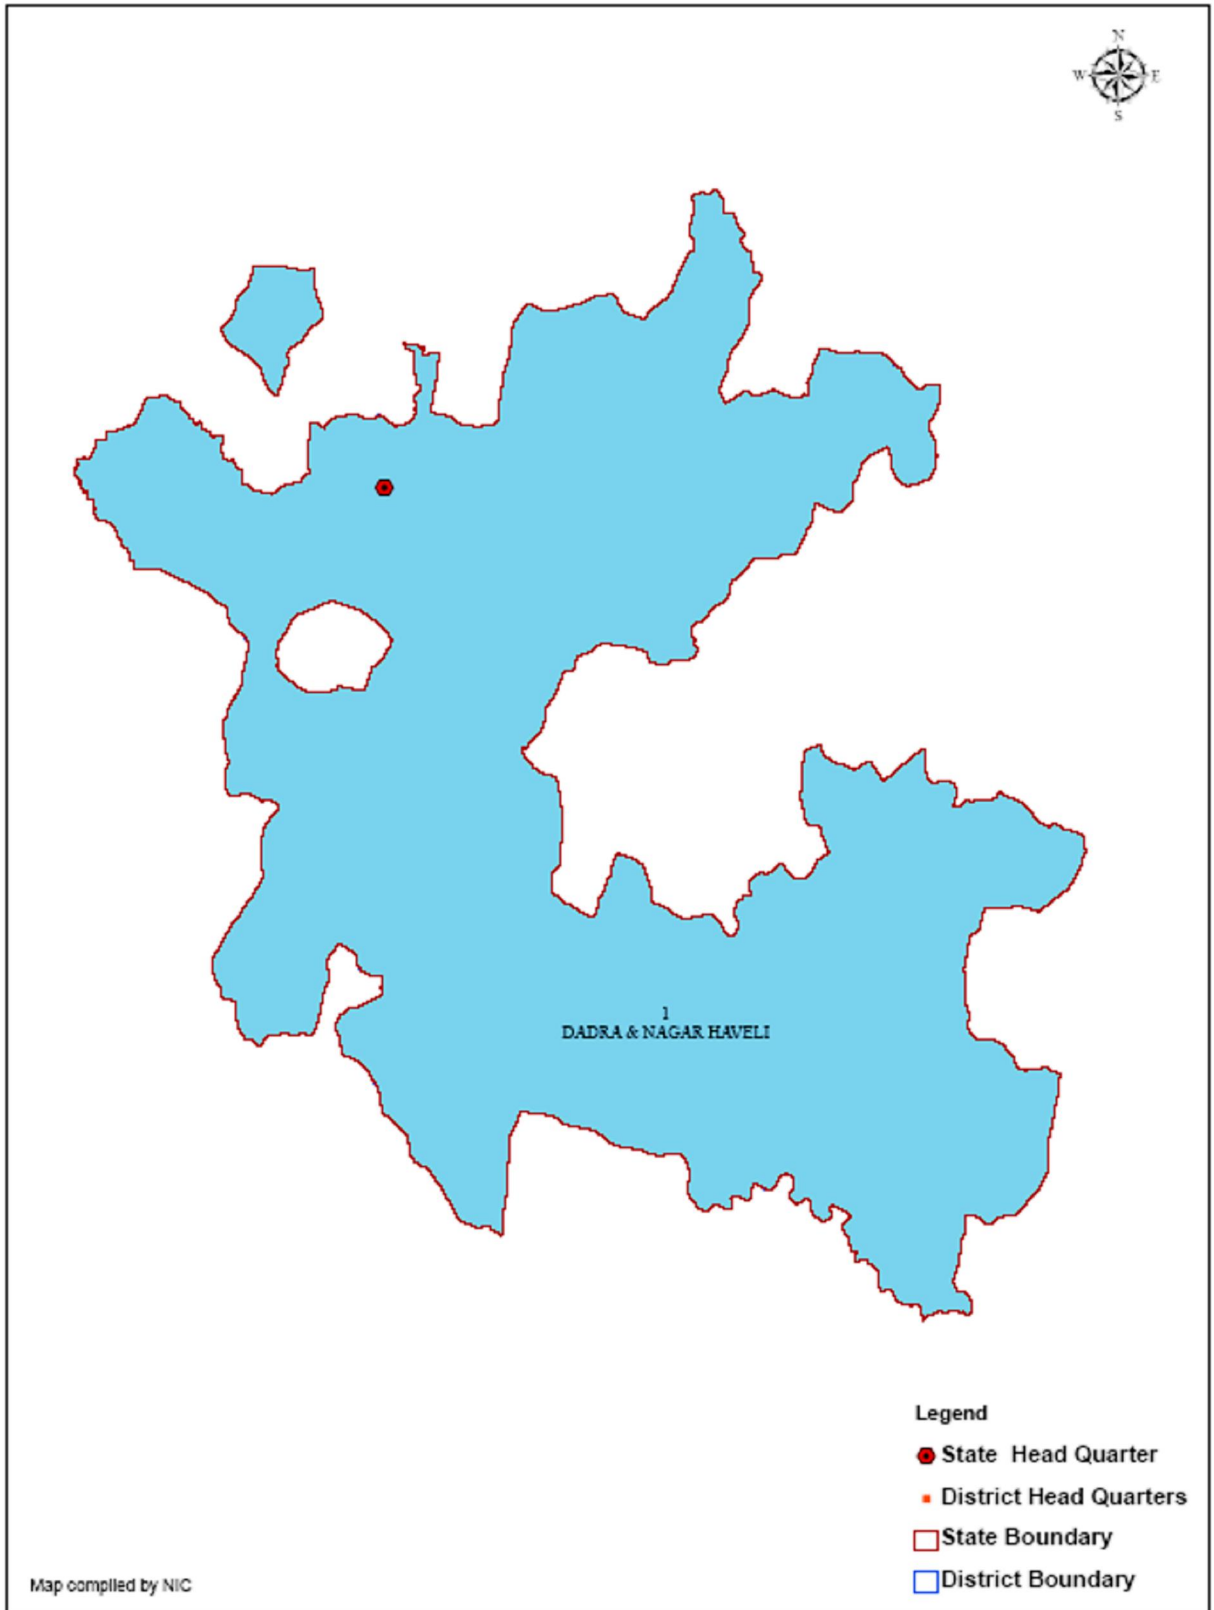 N
W E
S
1
DADRA & NAGAR HAVELI
Legend
State Head Quarter
District Head Quarters
State Boundary
District Boundary
Map compiled by NIC